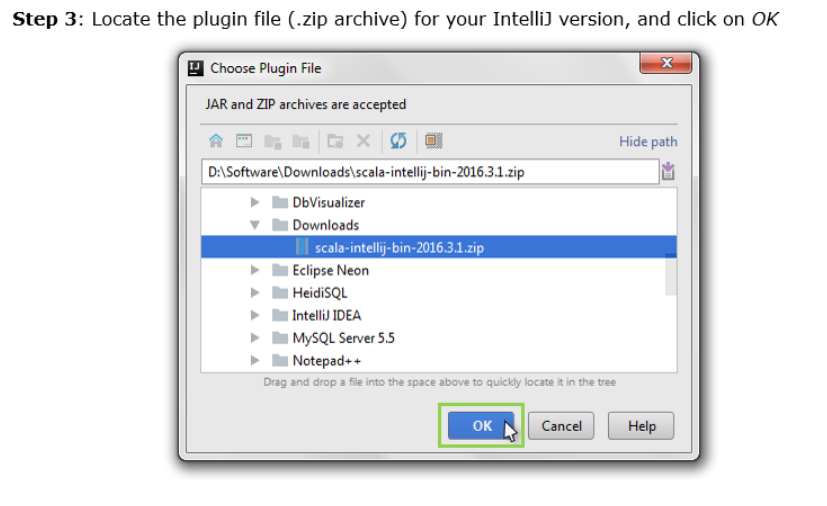 Step 3: Locate the plugin file (.zip archive) for your IntelliJ version, and click on OK
IJ Choose Plugin File
JAR and ZIP archives are accepted
Hide path
D:\Software\Downloads\scala-intellij-bin-2016.3.1.zip
DbVisualizer
Downloads
scala-intellij-bin-2016.3.1.zip
Eclipse Neon
HeidiSQL
IntelliJ IDEA
MySQL Server 5.5
Notepad++
Drag and drop a file into the space above to quickly locate it in the tree
OK Cancel Help